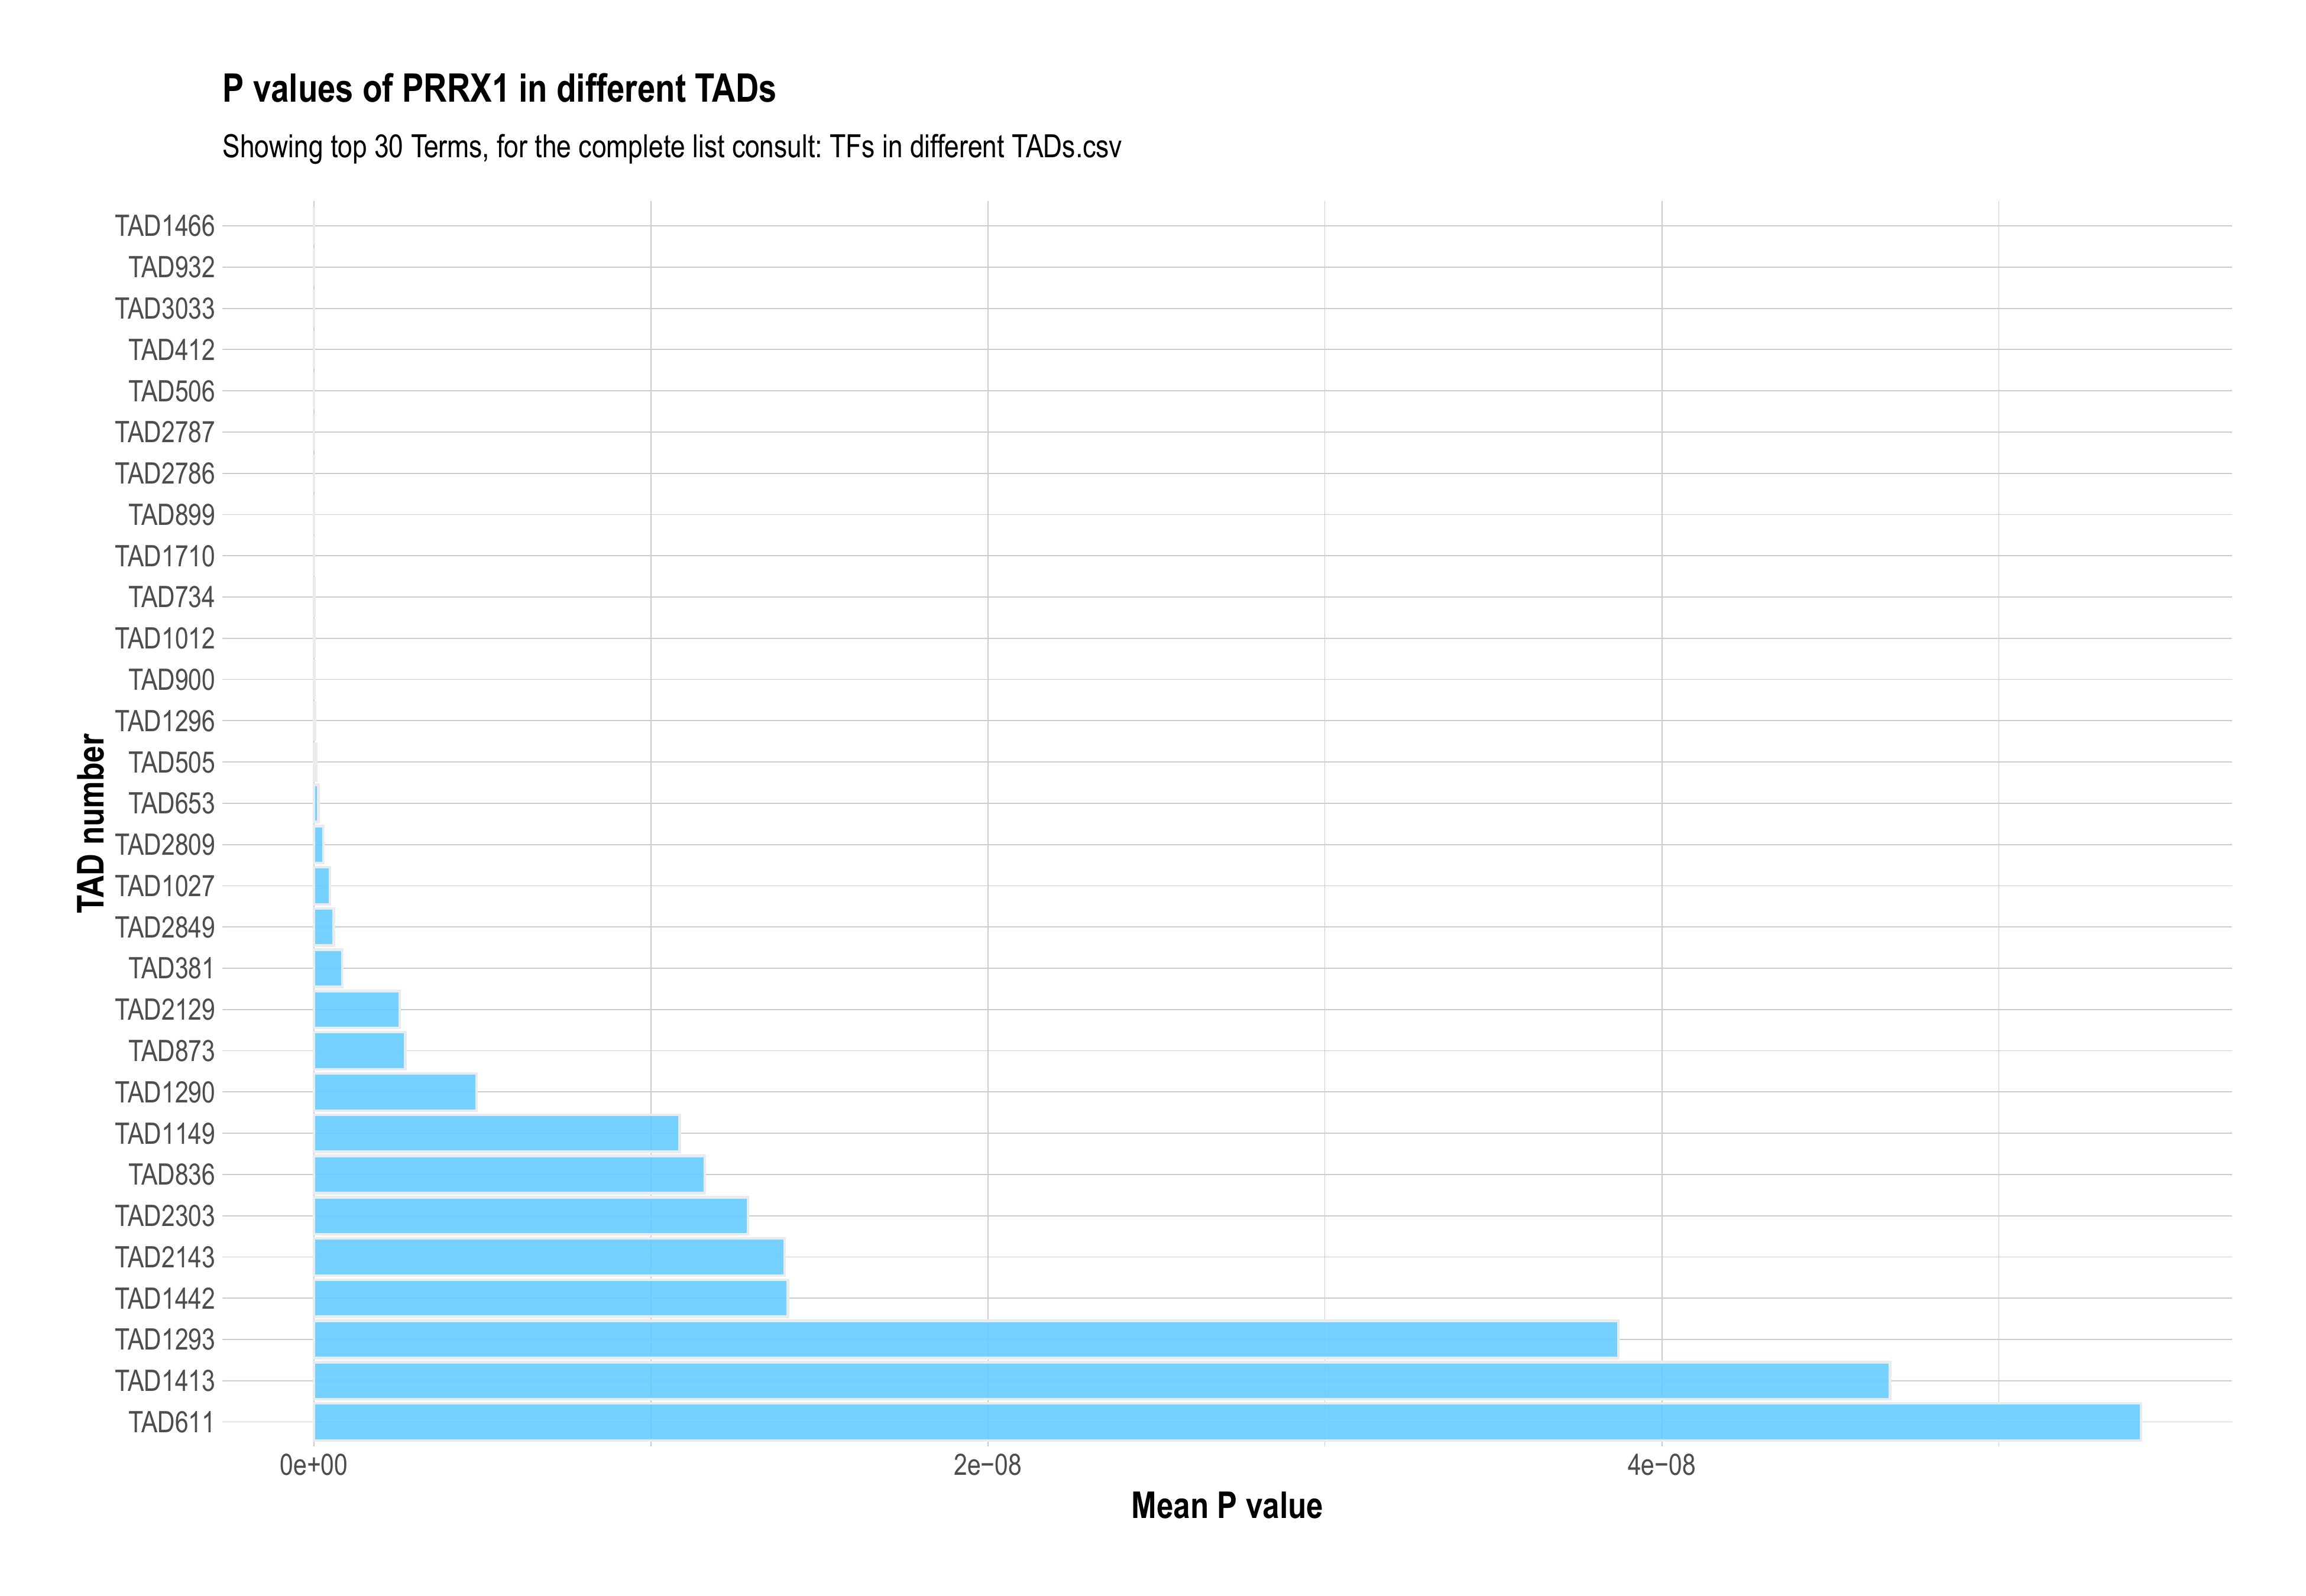 P values of PRRX1 in different TADs
Showing top 30 Terms, for the complete list consult: TFs in different TADs.csv
TAD1466
TAD932
TAD3033
TAD412
TAD506
TAD2787
TAD2786
TAD899
TAD1710
TAD734
TAD1012
TAD900
TAD1296
TAD505
TAD653
TAD2809
TAD1027
TAD2849
TAD381
TAD2129
TAD873
TAD1290
TAD1149
TAD836
TAD2303
TAD2143
TAD1442
TAD1293
TAD1413
TAD611
TAD number
0e+00 2e−08 4e−08
Mean P value